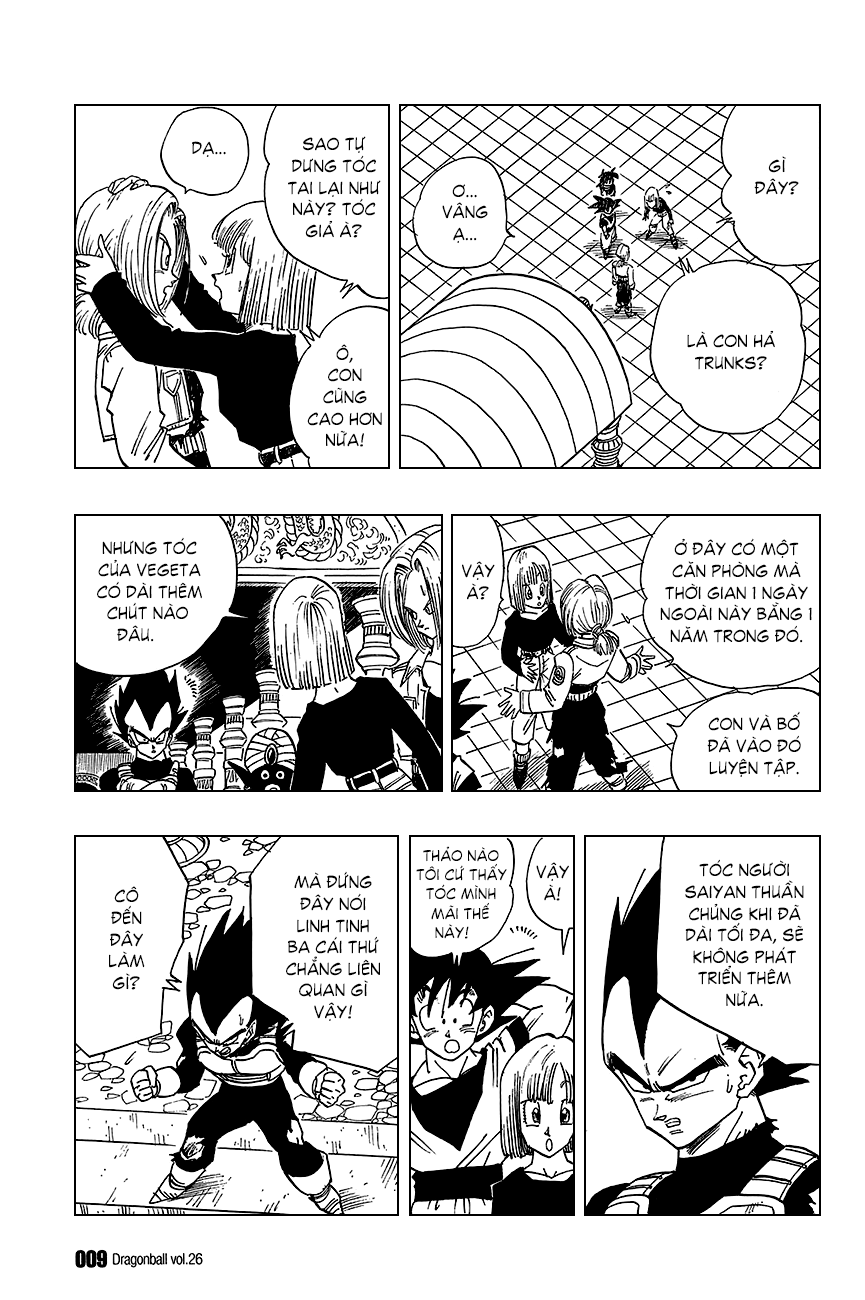 GÌ
ĐÂY?
LÀ CON HẢ
TRUNKS?
Ơ...
VÂNG
Ạ...
SAO TỰ
DƯNG TÓC
TAI LẠI NHƯ
NÀY? TÓC
GIẢ À?
DẠ...
Ô,
CON
CŨNG
CAO HƠN
NỮA!
Ở ĐÂY CÓ MỘT
CĂN PHÒNG MÀ
THỜI GIAN 1 NGÀY
NGOÀI NÀY BẰNG 1
NĂM TRONG ĐÓ.
VẬY
À?
CON VÀ BỐ
ĐÃ VÀO ĐÓ
LUYỆN TẬP.
NHƯNG TÓC
CỦA VEGETA
CÓ DÀI THÊM
CHÚT NÀO
ĐÂU.
TÓC NGƯỜI
SAIYAN THUẦN
CHỦNG KHI ĐÃ
DÀI TỐI ĐA, SẼ
KHÔNG PHÁT
TRIỂN THÊM
NỮA.
VẬY
À!
THẢO NÀO
TÔI CỨ THẤY
TÓC MÌNH
MÃI THẾ
NÀY!
MÀ ĐỪNG
ĐÂY NÓI
LINH TINH
BA CÁI THỨ
CHẲNG LIÊN
QUAN GÌ
VẬY!
CÔ
ĐẾN
ĐÂY
LÀM
GÌ?
009 Dragonball vol.26